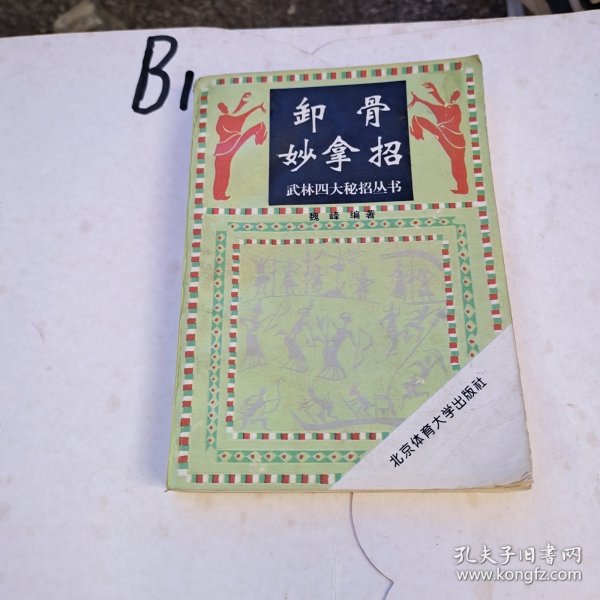 B1
卸骨
妙拿招
武林四大秘招丛书
魏峰 编著
北京体育大学出版社
孔夫子旧书网
www.kongfz.com